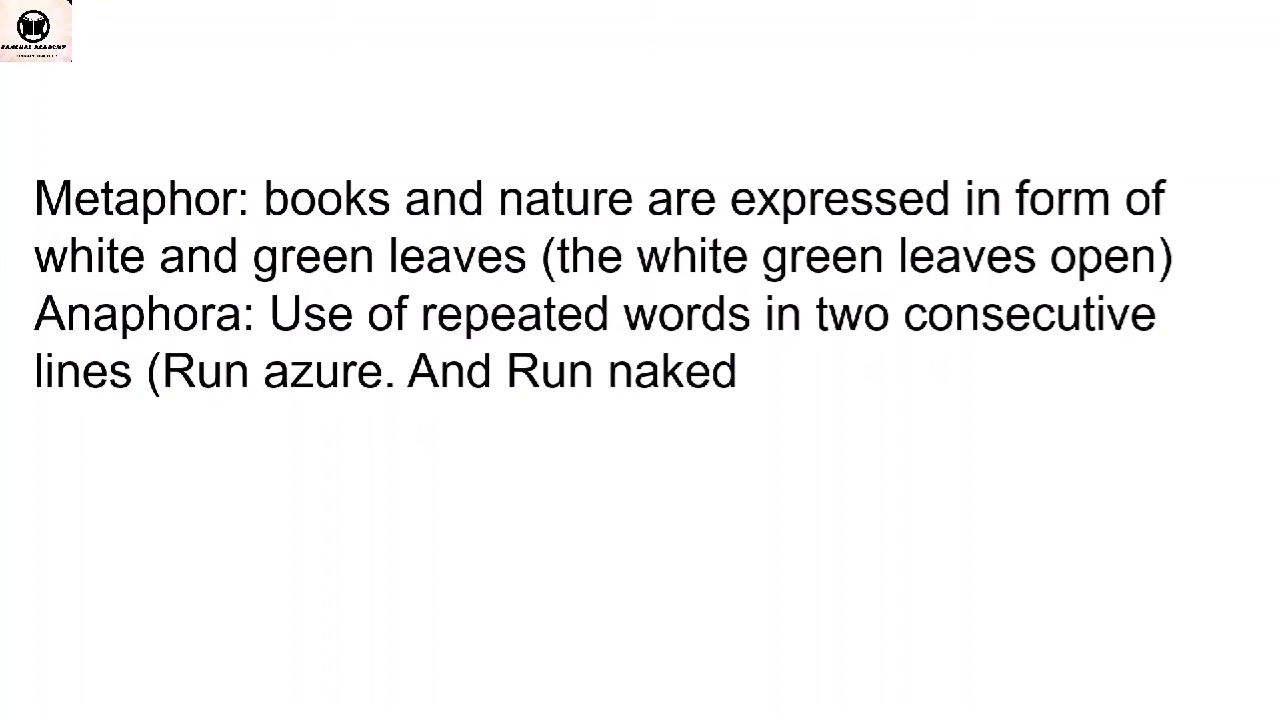 Metaphor: books and nature are expressed in form of
white and green leaves (the white green leaves open)
Anaphora: Use of repeated words in two consecutive
lines (Run azure. And Run naked